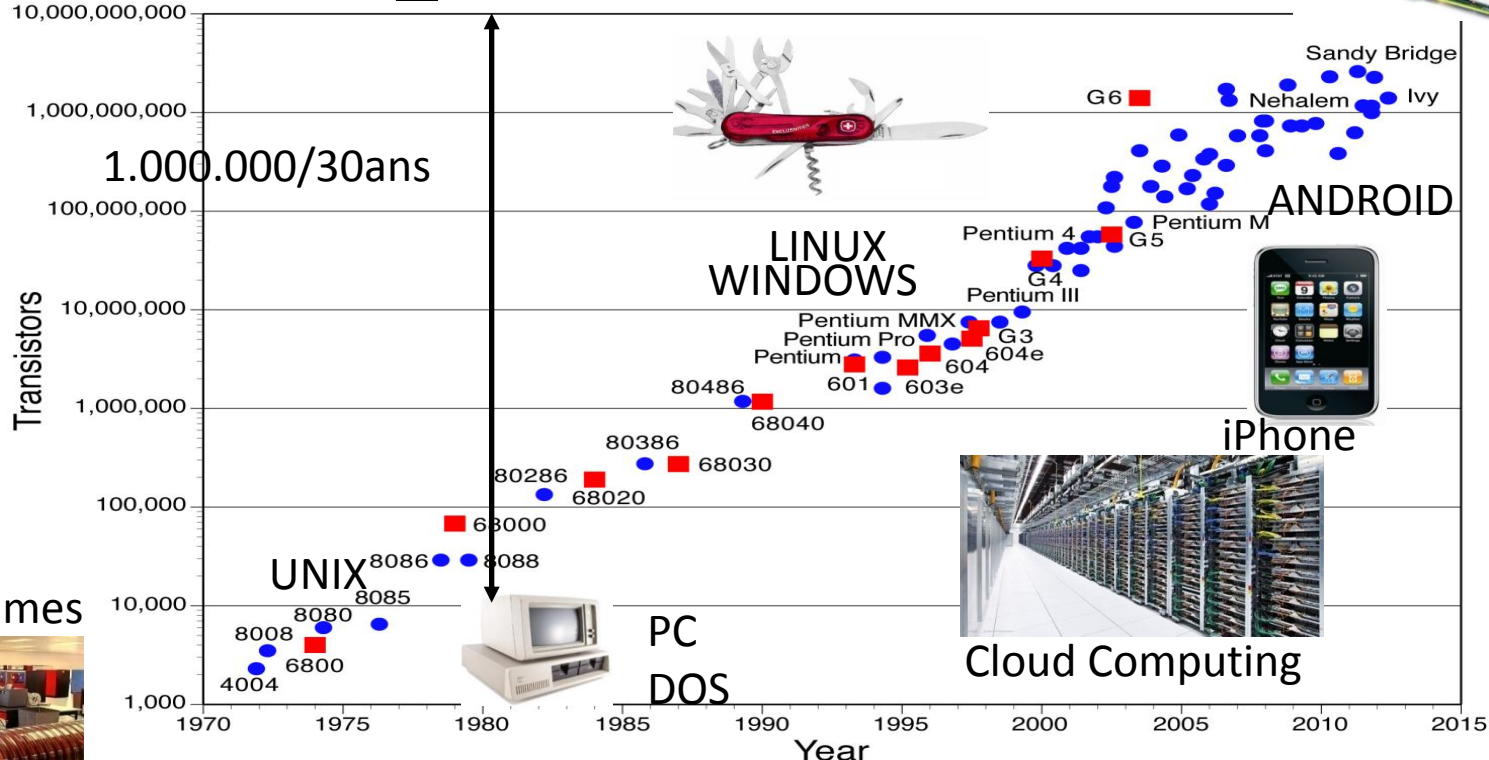 10,000,000,000
Sandy Bridge
G6
Nehalem
Ivy
1,000,000,000
1.000.000/30ans
100,000,000
ANDROID
Pentium M
Pentium 4
G5
LINUX
WINDOWS
G4
10,000,000
Pentium III
Pentium MMX
G3
Pentium Pro
604e
Pentium
604
601
603e
80486
1,000,000
68040
80386
iPhone
68030
80286
68020
100,000
68000
8086
8088
UNIX
8085
10,000
mes
8080
8008
6800
4004
PC
DOS
Cloud Computing
1,000
1970
1975
1980
1985
1990
1995
2000
2005
2010
2015
Year
Transistors